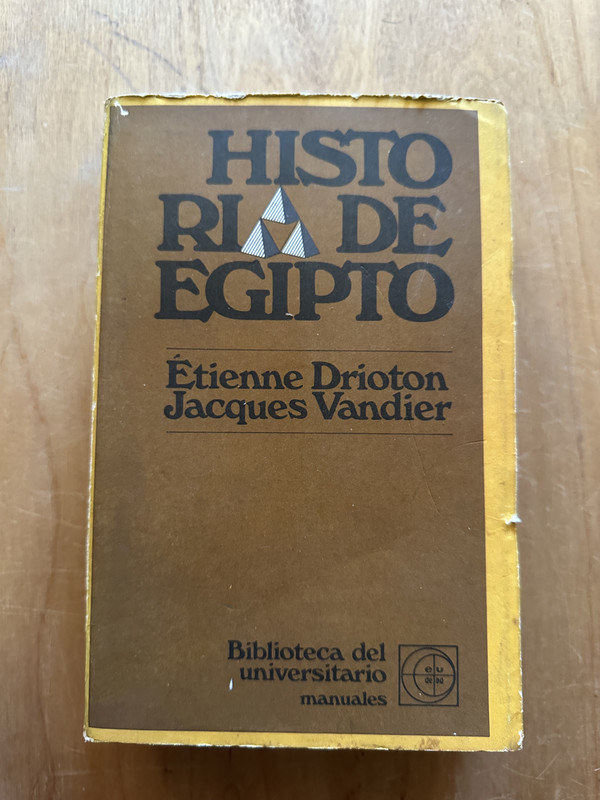 HISTO
RIA DE
EGIPTO
Étienne Drioton
Jacques Vandier
Biblioteca del
universitario
manuales